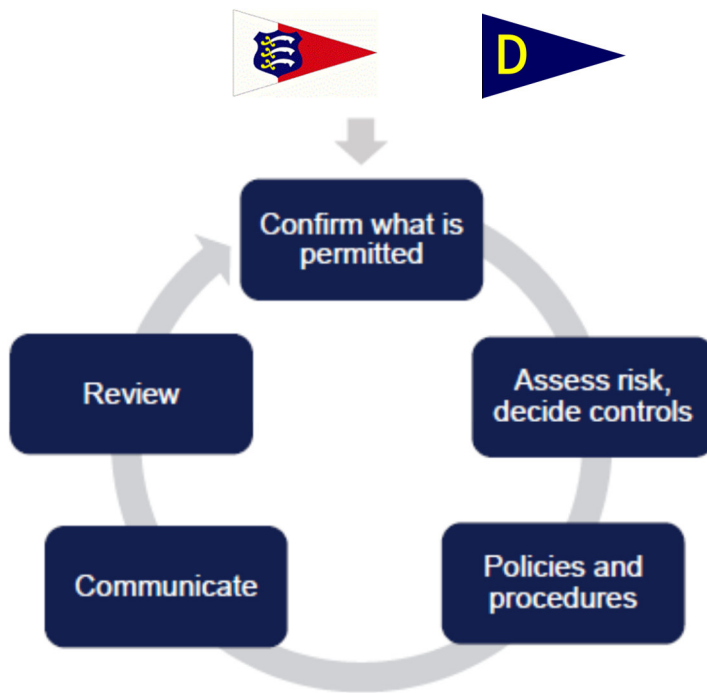 D
Confirm what is
permitted
Assess risk,
decide controls
Policies and
procedures
Communicate
Review